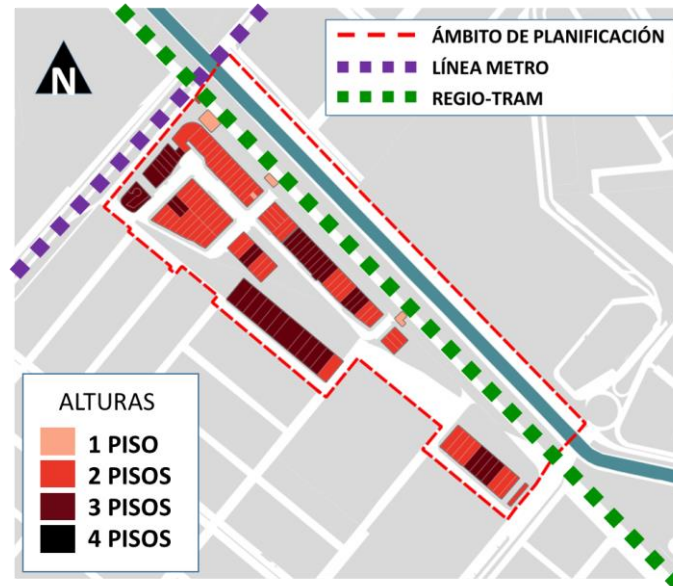 N
ÁMBITO DE PLANIFICACIÓN
LÍNEA METRO
REGIO-TRAM
ALTURAS
1 PISO
2 PISOS
3 PISOS
4 PISOS